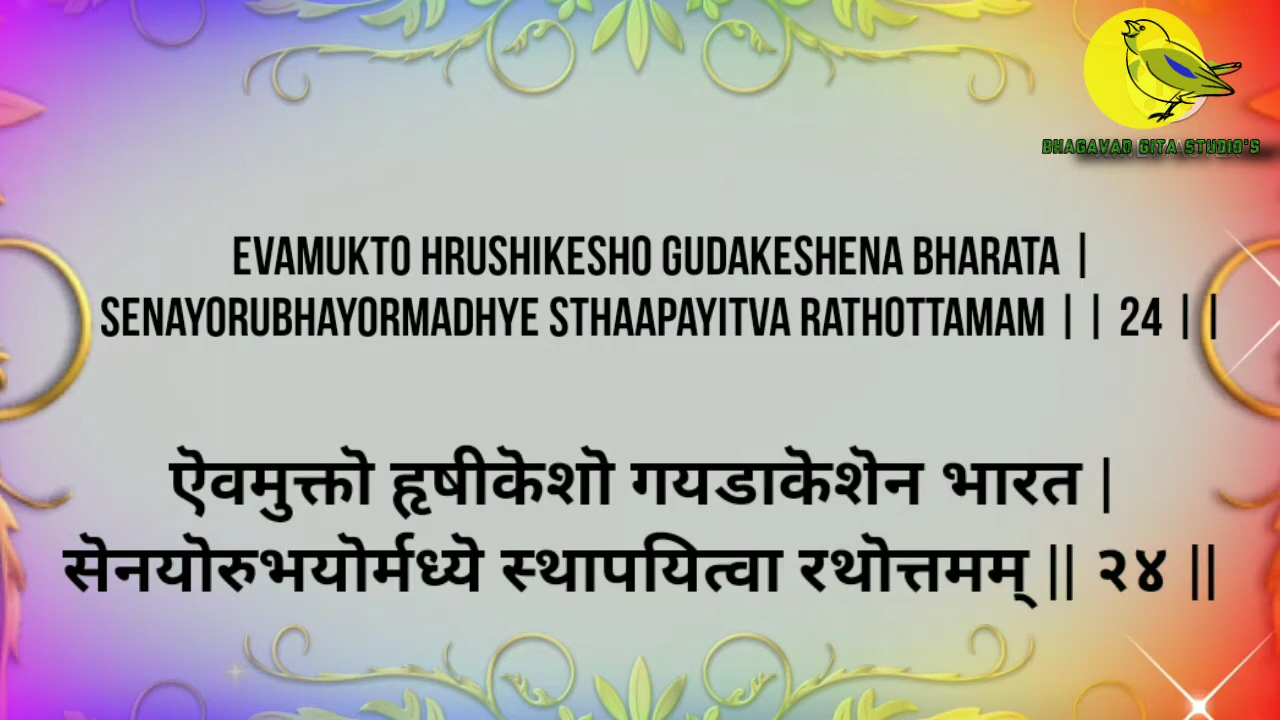 BHAGAVAD GITA STUDIO'S
EVAMUKTO HRUSHIKESHO GUDAKESHENA BHARATA |
SENAYORUBHAYORMADHYE STHAAPAYITVA RATHOTTAMAM || 24 ||
ऎवमुक्तॊ हृषीकॆशॊ गयडाकॆशॆन भारत |
सॆनयॊरुभयॊर्मध्यॆ स्थापयित्वा रथॊत्तमम् || २४ ||